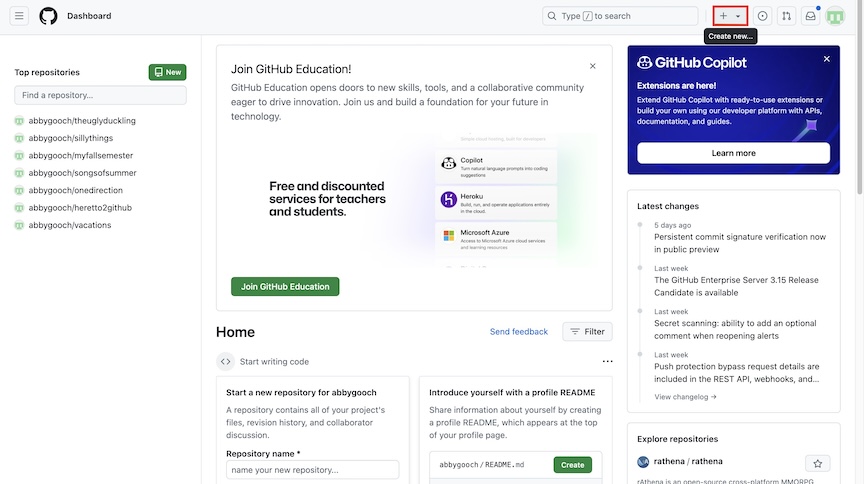 Dashboard
Type / to search
Create new...
Top repositories
New
Find a repository...
abbygooch/theuglyduckling
abbygooch/sillythings
abbygooch/myfallsemester
abbygooch/songsofsummer
abbygooch/onedirection
abbygooch/heretto2github
abbygooch/vacations
Join GitHub Education!
GitHub Education opens doors to new skills, tools, and a collaborative community
eager to drive innovation. Join us and build a foundation for your future in
technology.
Free and discounted
services for teachers
and students.
Copilot
Turn natural language prompts into coding
suggestions
Heroku
Build, run, and operate applications entirely
in the cloud.
Microsoft Azure
Access to Microsoft Azure cloud services
and learning resources
Join GitHub Education
Home
Send feedback
Filter
Start writing code
Start a new repository for abbygooch
A repository contains all of your project's
files, revision history, and collaborator
discussion.
Repository name *
name your new repository...
Introduce yourself with a profile README
Share information about yourself by creating
a profile README, which appears at the top
of your profile page.
abbygooch / README.md
Create
GitHub Copilot
Extensions are here!
Extend GitHub Copilot with ready-to-use extensions or
build your own using our developer platform with APIs,
documentation, and guides.
Learn more
Latest changes
5 days ago
Persistent commit signature verification now
in public preview
Last week
The GitHub Enterprise Server 3.15 Release
Candidate is available
Last week
Secret scanning: ability to add an optional
comment when reopening alerts
Last week
Push protection bypass request details are
included in the REST API, webhooks, and...
View changelog →
Explore repositories
rathena / rathena
rAthena is an open-source cross-platform MMORPG